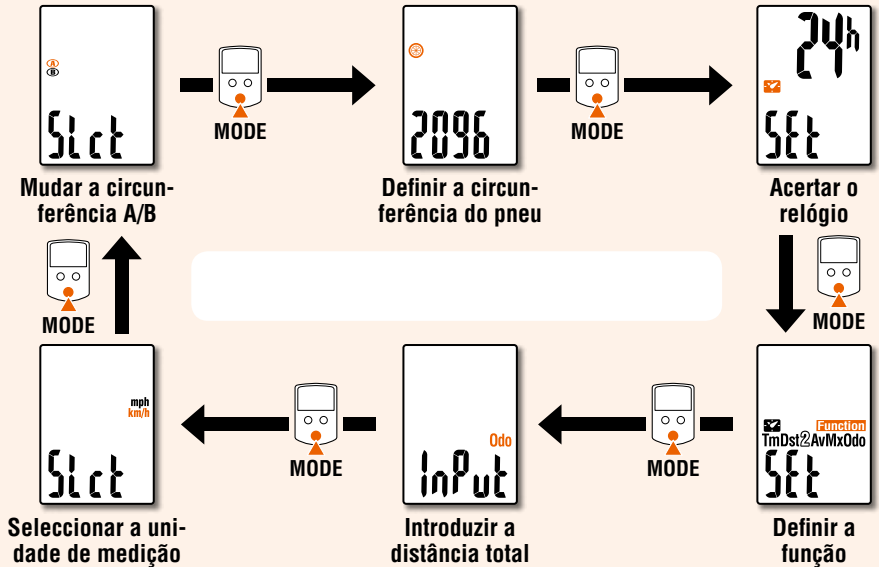 A
B
Slct
Mudar a circun-
ferência A/B
MODE
2096
Definir a circun-
ferência do pneu
MODE
24h
SEt
Acertar o
relógio
MODE
Function
TmDst2AvMxOdo
SEt
Definir a
função
MODE
Odo
InPut
Introduzir a
distância total
MODE
mph
km/h
Slct
Seleccionar a uni-
dade de medição
MODE